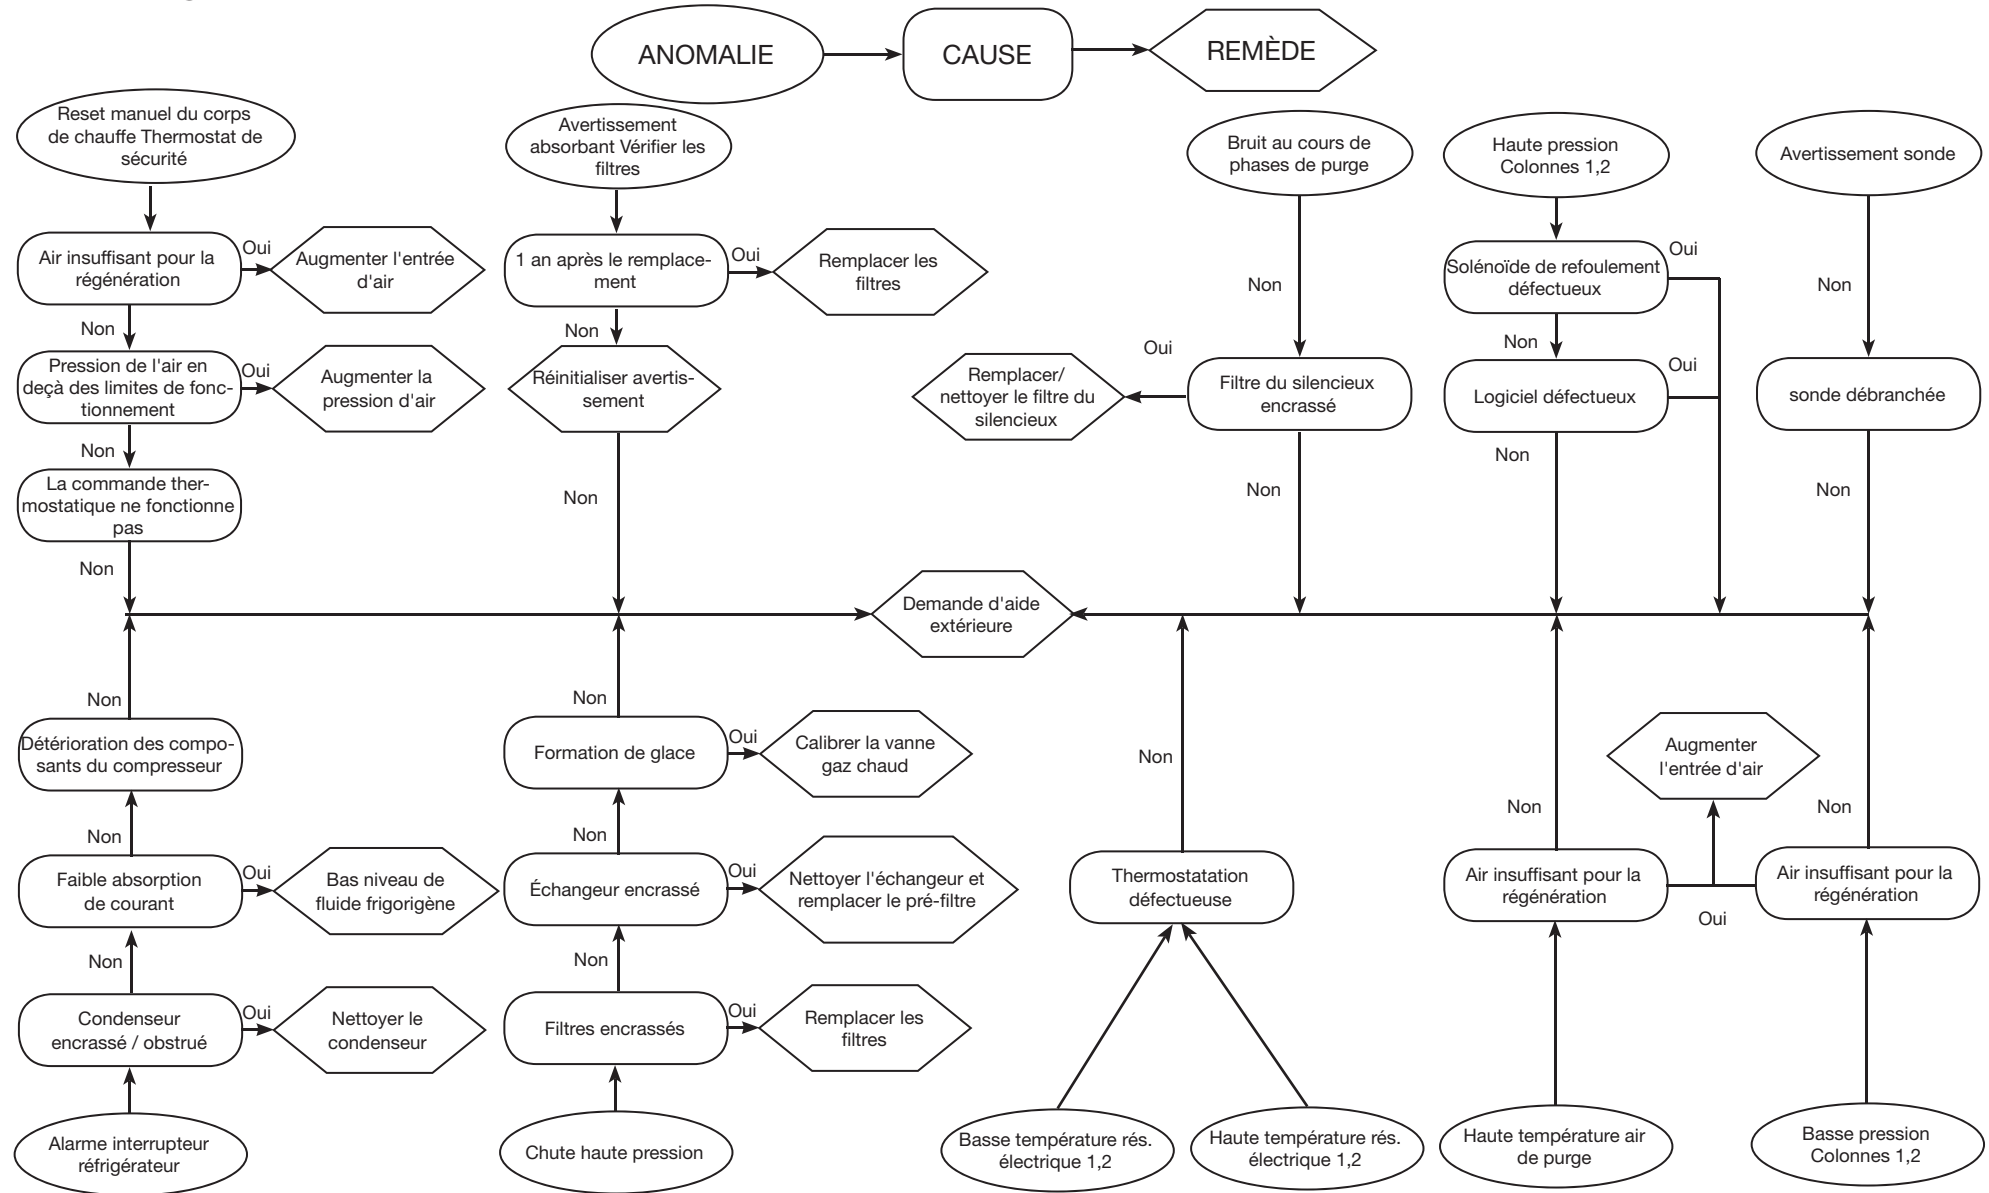 ANOMALIE
CAUSE
REMÈDE
Reset manuel du corps
de chauffe Thermostat de
sécurité
Avertissement
absorbant Vérifier les
filtres
Bruit au cours de
phases de purge
Haute pression
Colonnes 1,2
Avertissement sonde
Air insuffisant pour la
régénération
Oui
Augmenter l'entrée
d'air
1 an après le remplace-
ment
Oui
Remplacer les
filtres
Non
Solénoïde de refoulement
défectueux
Oui
Non
Non
Non
Non
Pression de l'air en
deçà des limites de fonc-
tionnement
Oui
Augmenter la
pression d'air
Réinitialiser avertis-
sement
Remplacer/
nettoyer le filtre du
silencieux
Oui
Filtre du silencieux
encrassé
Logiciel défectueux
Oui
sonde débranchée
Non
La commande ther-
mostatique ne fonctionne
pas
Non
Non
Non
Non
Non
Demande d'aide
extérieure
Non
Non
Détérioration des compo-
sants du compresseur
Formation de glace
Oui
Calibrer la vanne
gaz chaud
Non
Augmenter
l'entrée d'air
Non
Non
Non
Non
Faible absorption
de courant
Oui
Bas niveau de
fluide frigorigène
Échangeur encrassé
Oui
Nettoyer l'échangeur et
remplacer le pré-filtre
Thermostatation
défectueuse
Air insuffisant pour la
régénération
Oui
Air insuffisant pour la
régénération
Non
Non
Condenseur
encrassé / obstrué
Oui
Nettoyer le
condenseur
Filtres encrassés
Oui
Remplacer les
filtres
Alarme interrupteur
réfrigérateur
Chute haute pression
Basse température rés.
électrique 1,2
Haute température rés.
électrique 1,2
Haute température air
de purge
Basse pression
Colonnes 1,2